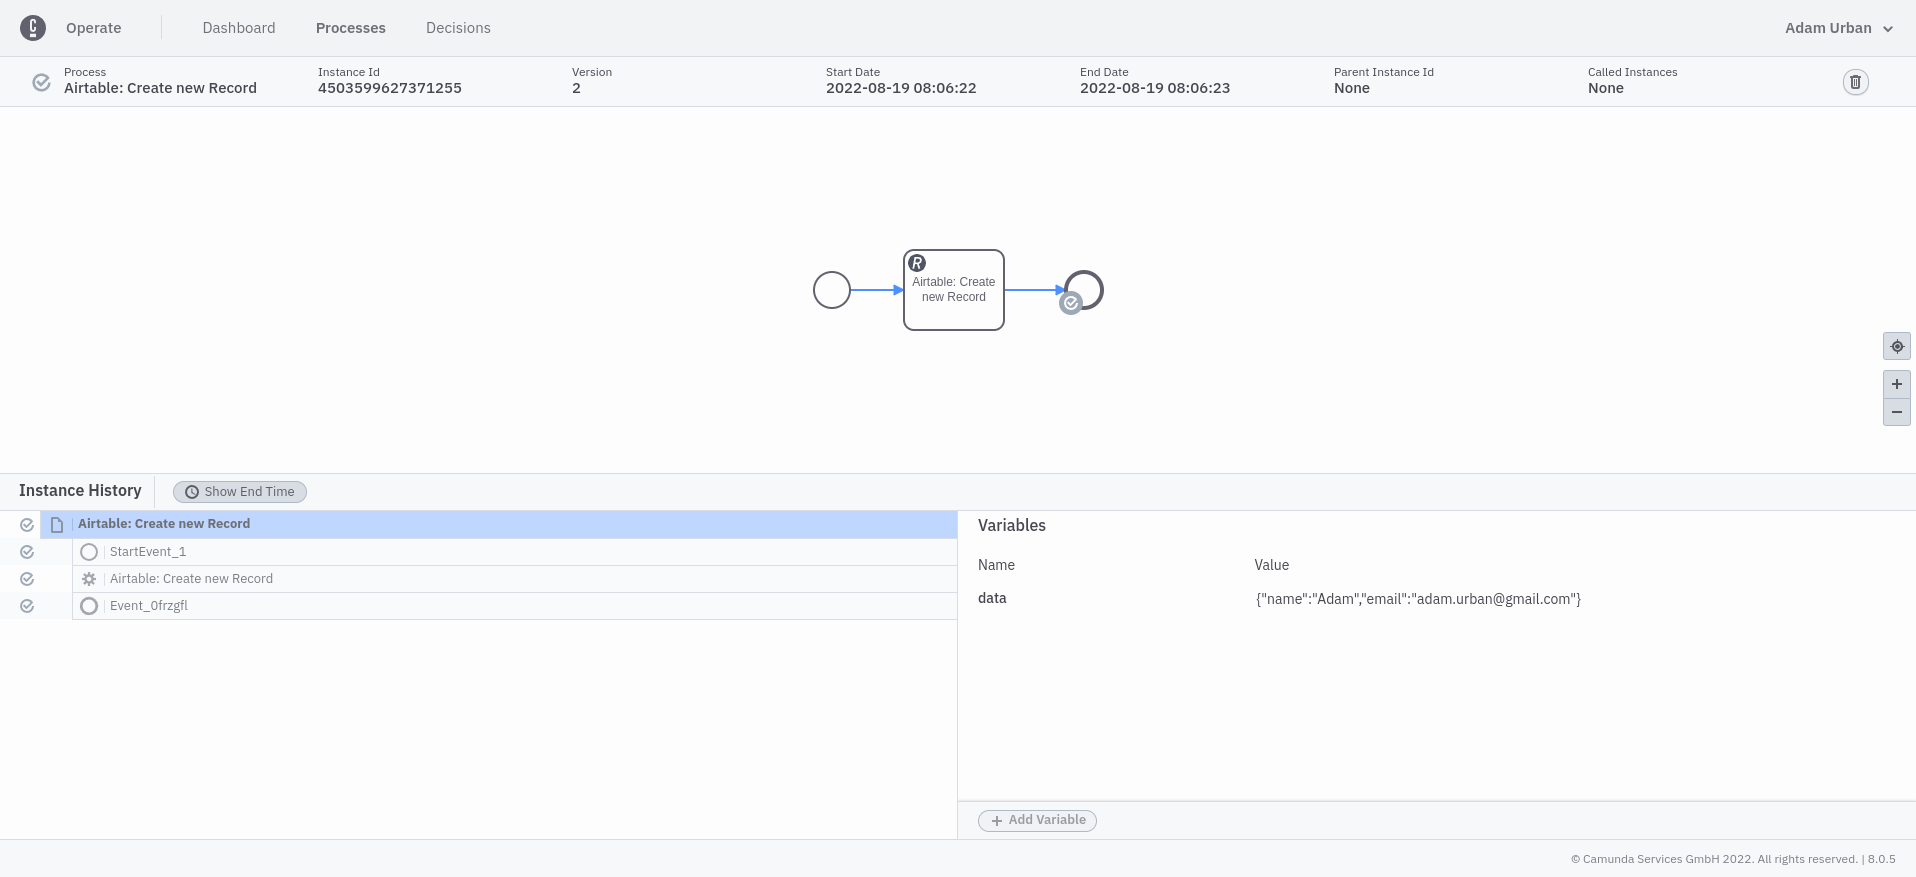 Operate
Dashboard
Processes
Decisions
Adam Urban
Process
Airtable: Create new Record
Instance Id
4503599627371255
Version
2
Start Date
2022-08-19 08:06:22
End Date
2022-08-19 08:06:23
Parent Instance Id
None
Called Instances
None
R
Airtable: Create
new Record
Instance History
Show End Time
Airtable: Create new Record
StartEvent_1
Airtable: Create new Record
Event_0frzgfl
Variables
Name
Value
data
{"name":"Adam","email":"adam.urban@gmail.com"}
Add Variable
© Camunda Services GmbH 2022. All rights reserved. | 8.0.5